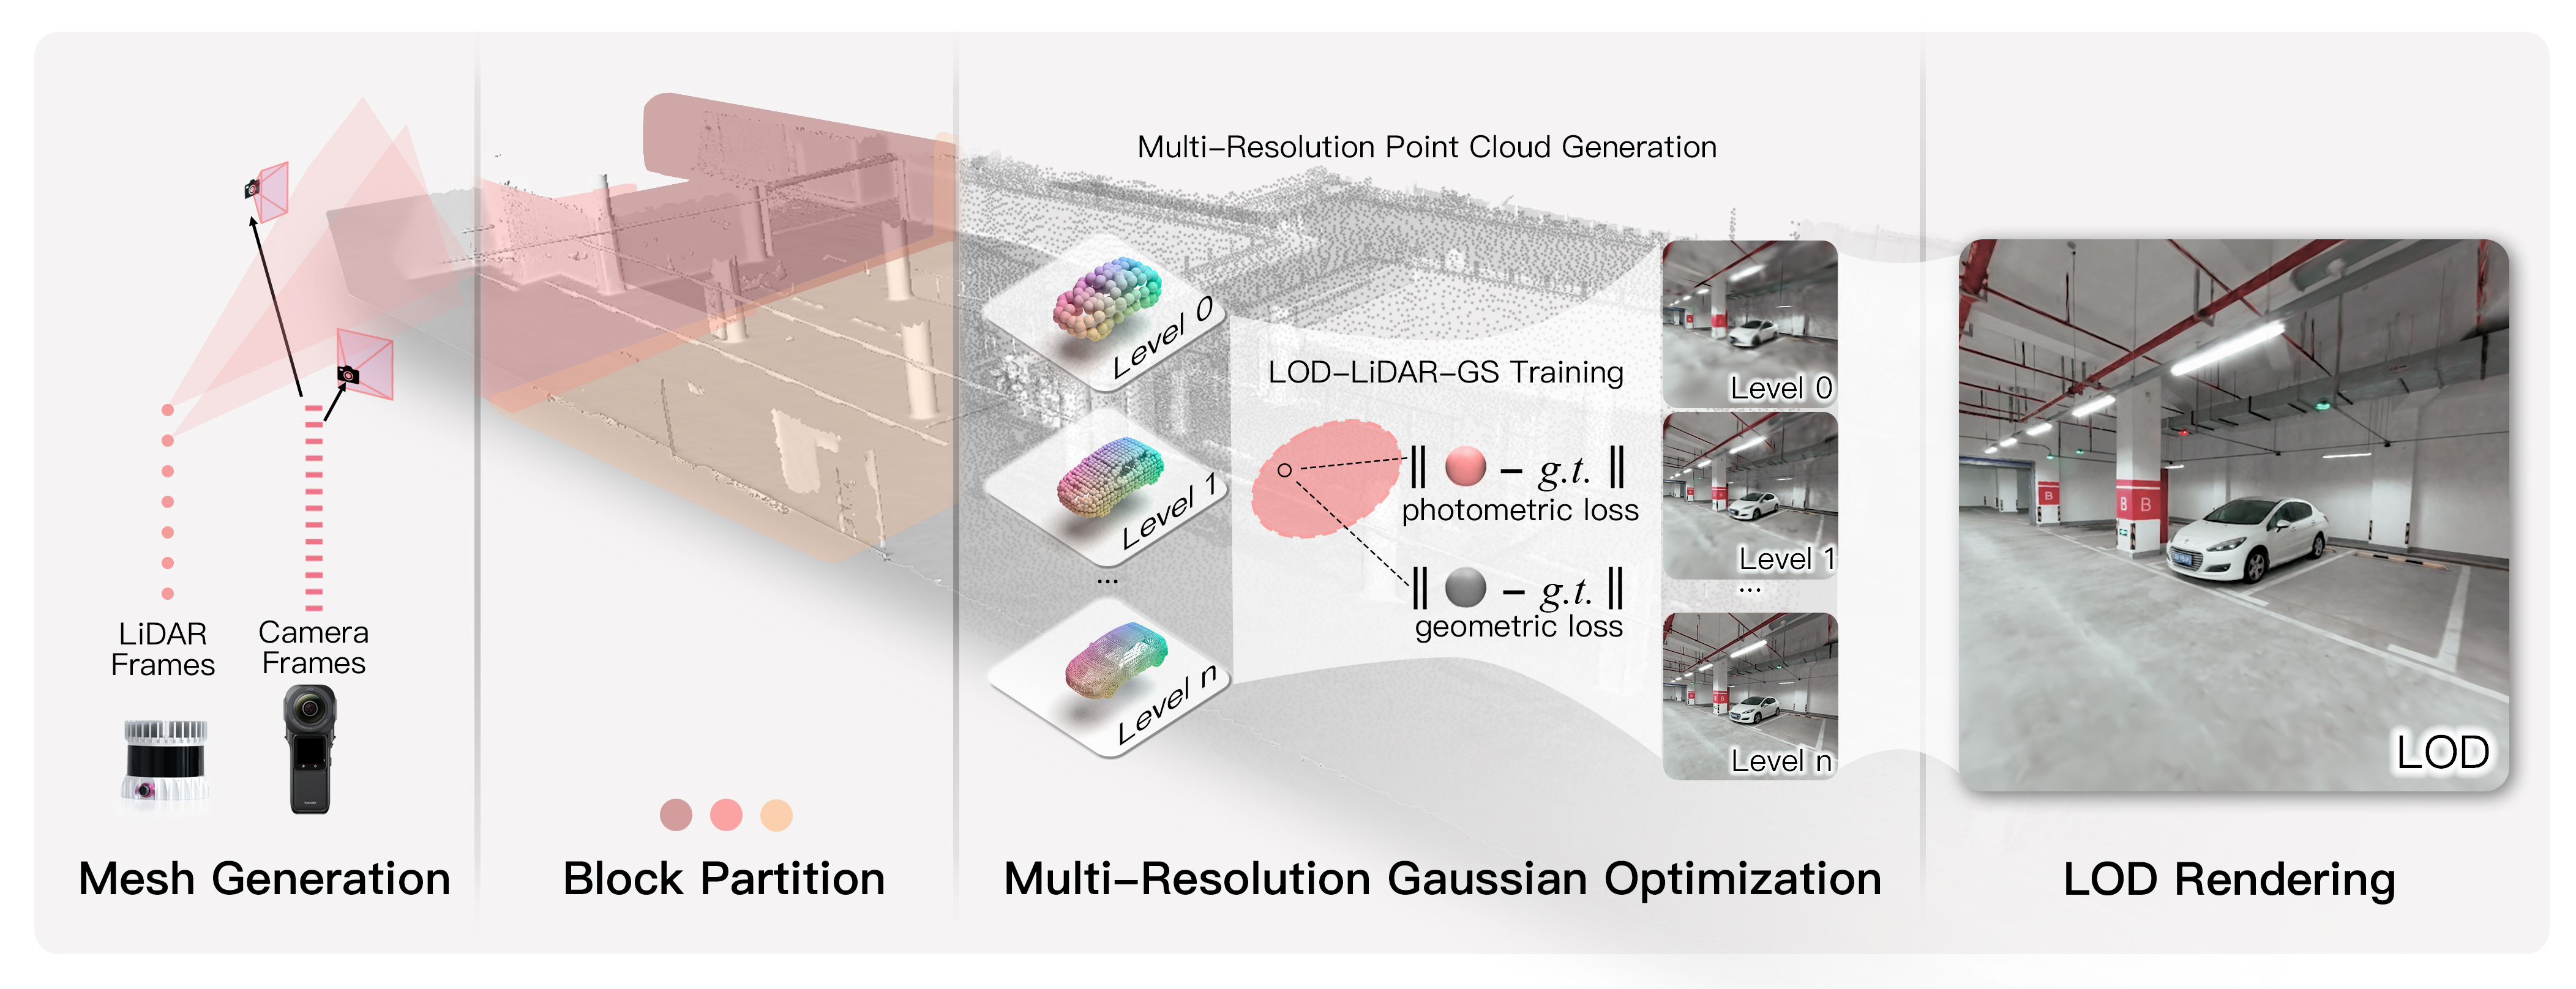 LiDAR
Frames
Camera
Frames
Mesh Generation
Block Partition
Multi-Resolution Point Cloud Generation
Level 0
Level 1
...
Level n
LOD-LiDAR-GS Training
|| - g.t. ||
photometric loss
|| - g.t. ||
geometric loss
Level 0
Level 1
...
Level n
Multi-Resolution Gaussian Optimization
B
B B
LOD
LOD Rendering